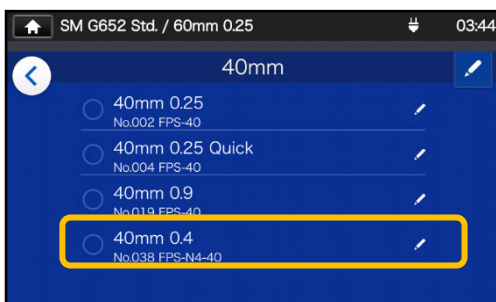 SM G652 Std. / 60mm 0.25 03:44
40mm
40mm 0.25
No.002 FPS-40
40mm 0.25 Quick
No.004 FPS-40
40mm 0.9
No.019 FPS-40
40mm 0.4
No.038 FPS-N4-40